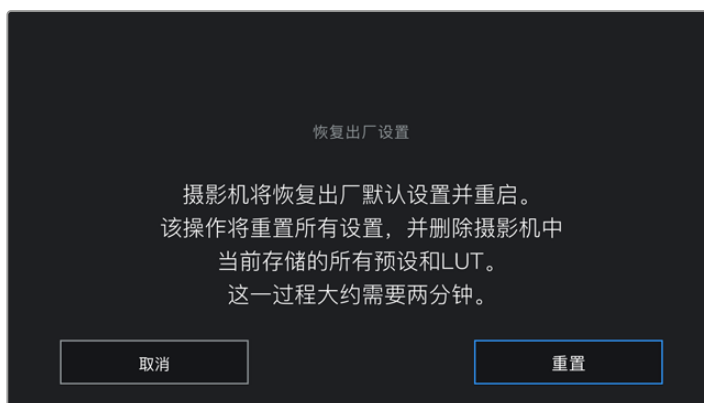 恢复出厂设置
摄影机将恢复出厂默认设置并重启。
该操作将重置所有设置，并删除摄影机中
当前存储的所有预设和LUT。
这一过程大约需要两分钟。
取消
重置